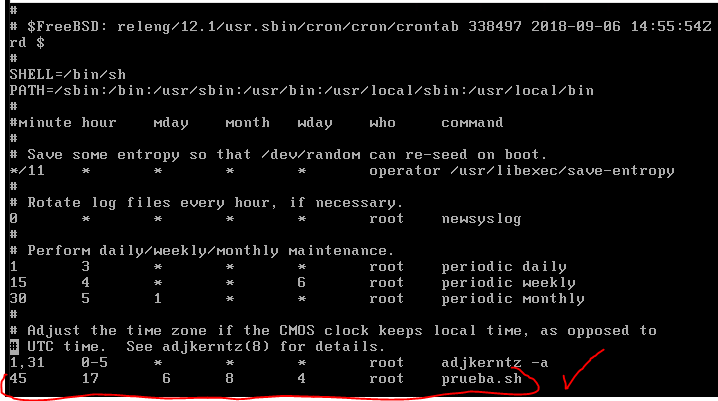 #
# $FreeBSD: releng/12.1/usr.sbin/cron/cron/crontab 338497 2018-09-06 14:55:54Z
rd $
#
SHELL=/bin/sh
PATH=/sbin:/bin:/usr/sbin:/usr/bin:/usr/local/sbin:/usr/local/bin
#
#minute hour mday month wday who command
#
# Save some entropy so that /dev/random can re-seed on boot.
*/11 * * * * operator /usr/libexec/save-entropy
#
# Rotate log files every hour, if necessary.
0 * * * * root newsyslog
#
# Perform daily/weekly/monthly maintenance.
1 3 * * * root periodic daily
15 4 * * 6 root periodic weekly
30 5 1 * * root periodic monthly
#
# Adjust the time zone if the CMOS clock keeps local time, as opposed to
# UTC time. See adjkerntz(8) for details.
1,31 0-5 * * * root adjkerntz -a
45 17 6 8 4 root prueba.sh